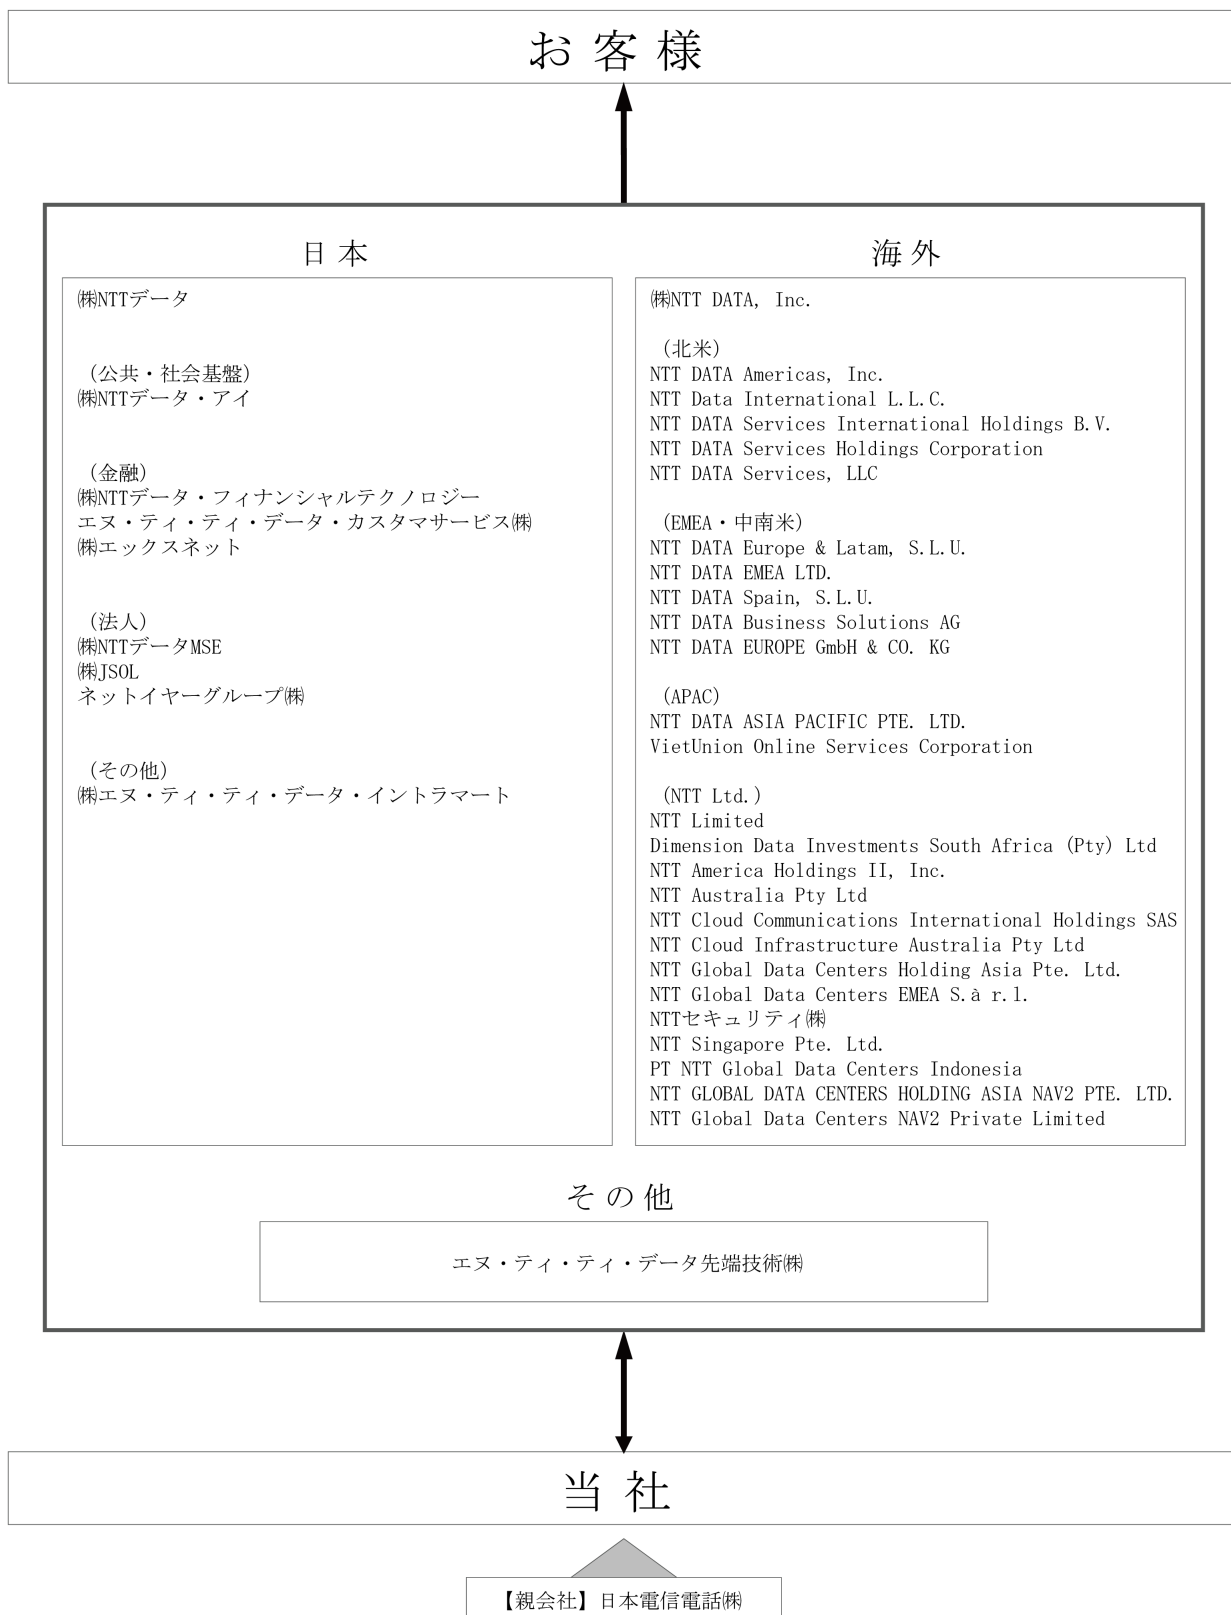 お客様
日本
㈱NTTデータ
（公共・社会基盤）
㈱NTTデータ・アイ
（金融）
㈱NTTデータ・フィナンシャルテクノロジー
エヌ・ティ・ティ・データ・カスタマサービス㈱
㈱エックスネット
（法人）
㈱NTTデータMSE
㈱JSOL
ネットイヤーグループ㈱
（その他）
㈱エヌ・ティ・ティ・データ・イントラマート
海外
㈱NTT DATA, Inc.
（北米）
NTT DATA Americas, Inc.
NTT Data International L.L.C.
NTT DATA Services International Holdings B.V.
NTT DATA Services Holdings Corporation
NTT DATA Services, LLC
（EMEA・中南米）
NTT DATA Europe & Latam, S.L.U.
NTT DATA EMEA LTD.
NTT DATA Spain, S.L.U.
NTT DATA Business Solutions AG
NTT DATA EUROPE GmbH & CO. KG
（APAC）
NTT DATA ASIA PACIFIC PTE. LTD.
VietUnion Online Services Corporation
（NTT Ltd.）
NTT Limited
Dimension Data Investments South Africa (Pty) Ltd
NTT America Holdings II, Inc.
NTT Australia Pty Ltd
NTT Cloud Communications International Holdings SAS
NTT Cloud Infrastructure Australia Pty Ltd
NTT Global Data Centers Holding Asia Pte. Ltd.
NTT Global Data Centers EMEA S.à r.l.
NTTセキュリティ㈱
NTT Singapore Pte. Ltd.
PT NTT Global Data Centers Indonesia
NTT GLOBAL DATA CENTERS HOLDING ASIA NAV2 PTE. LTD.
NTT Global Data Centers NAV2 Private Limited
その他
エヌ・ティ・ティ・データ先端技術㈱
当社
【親会社】日本電信電話㈱